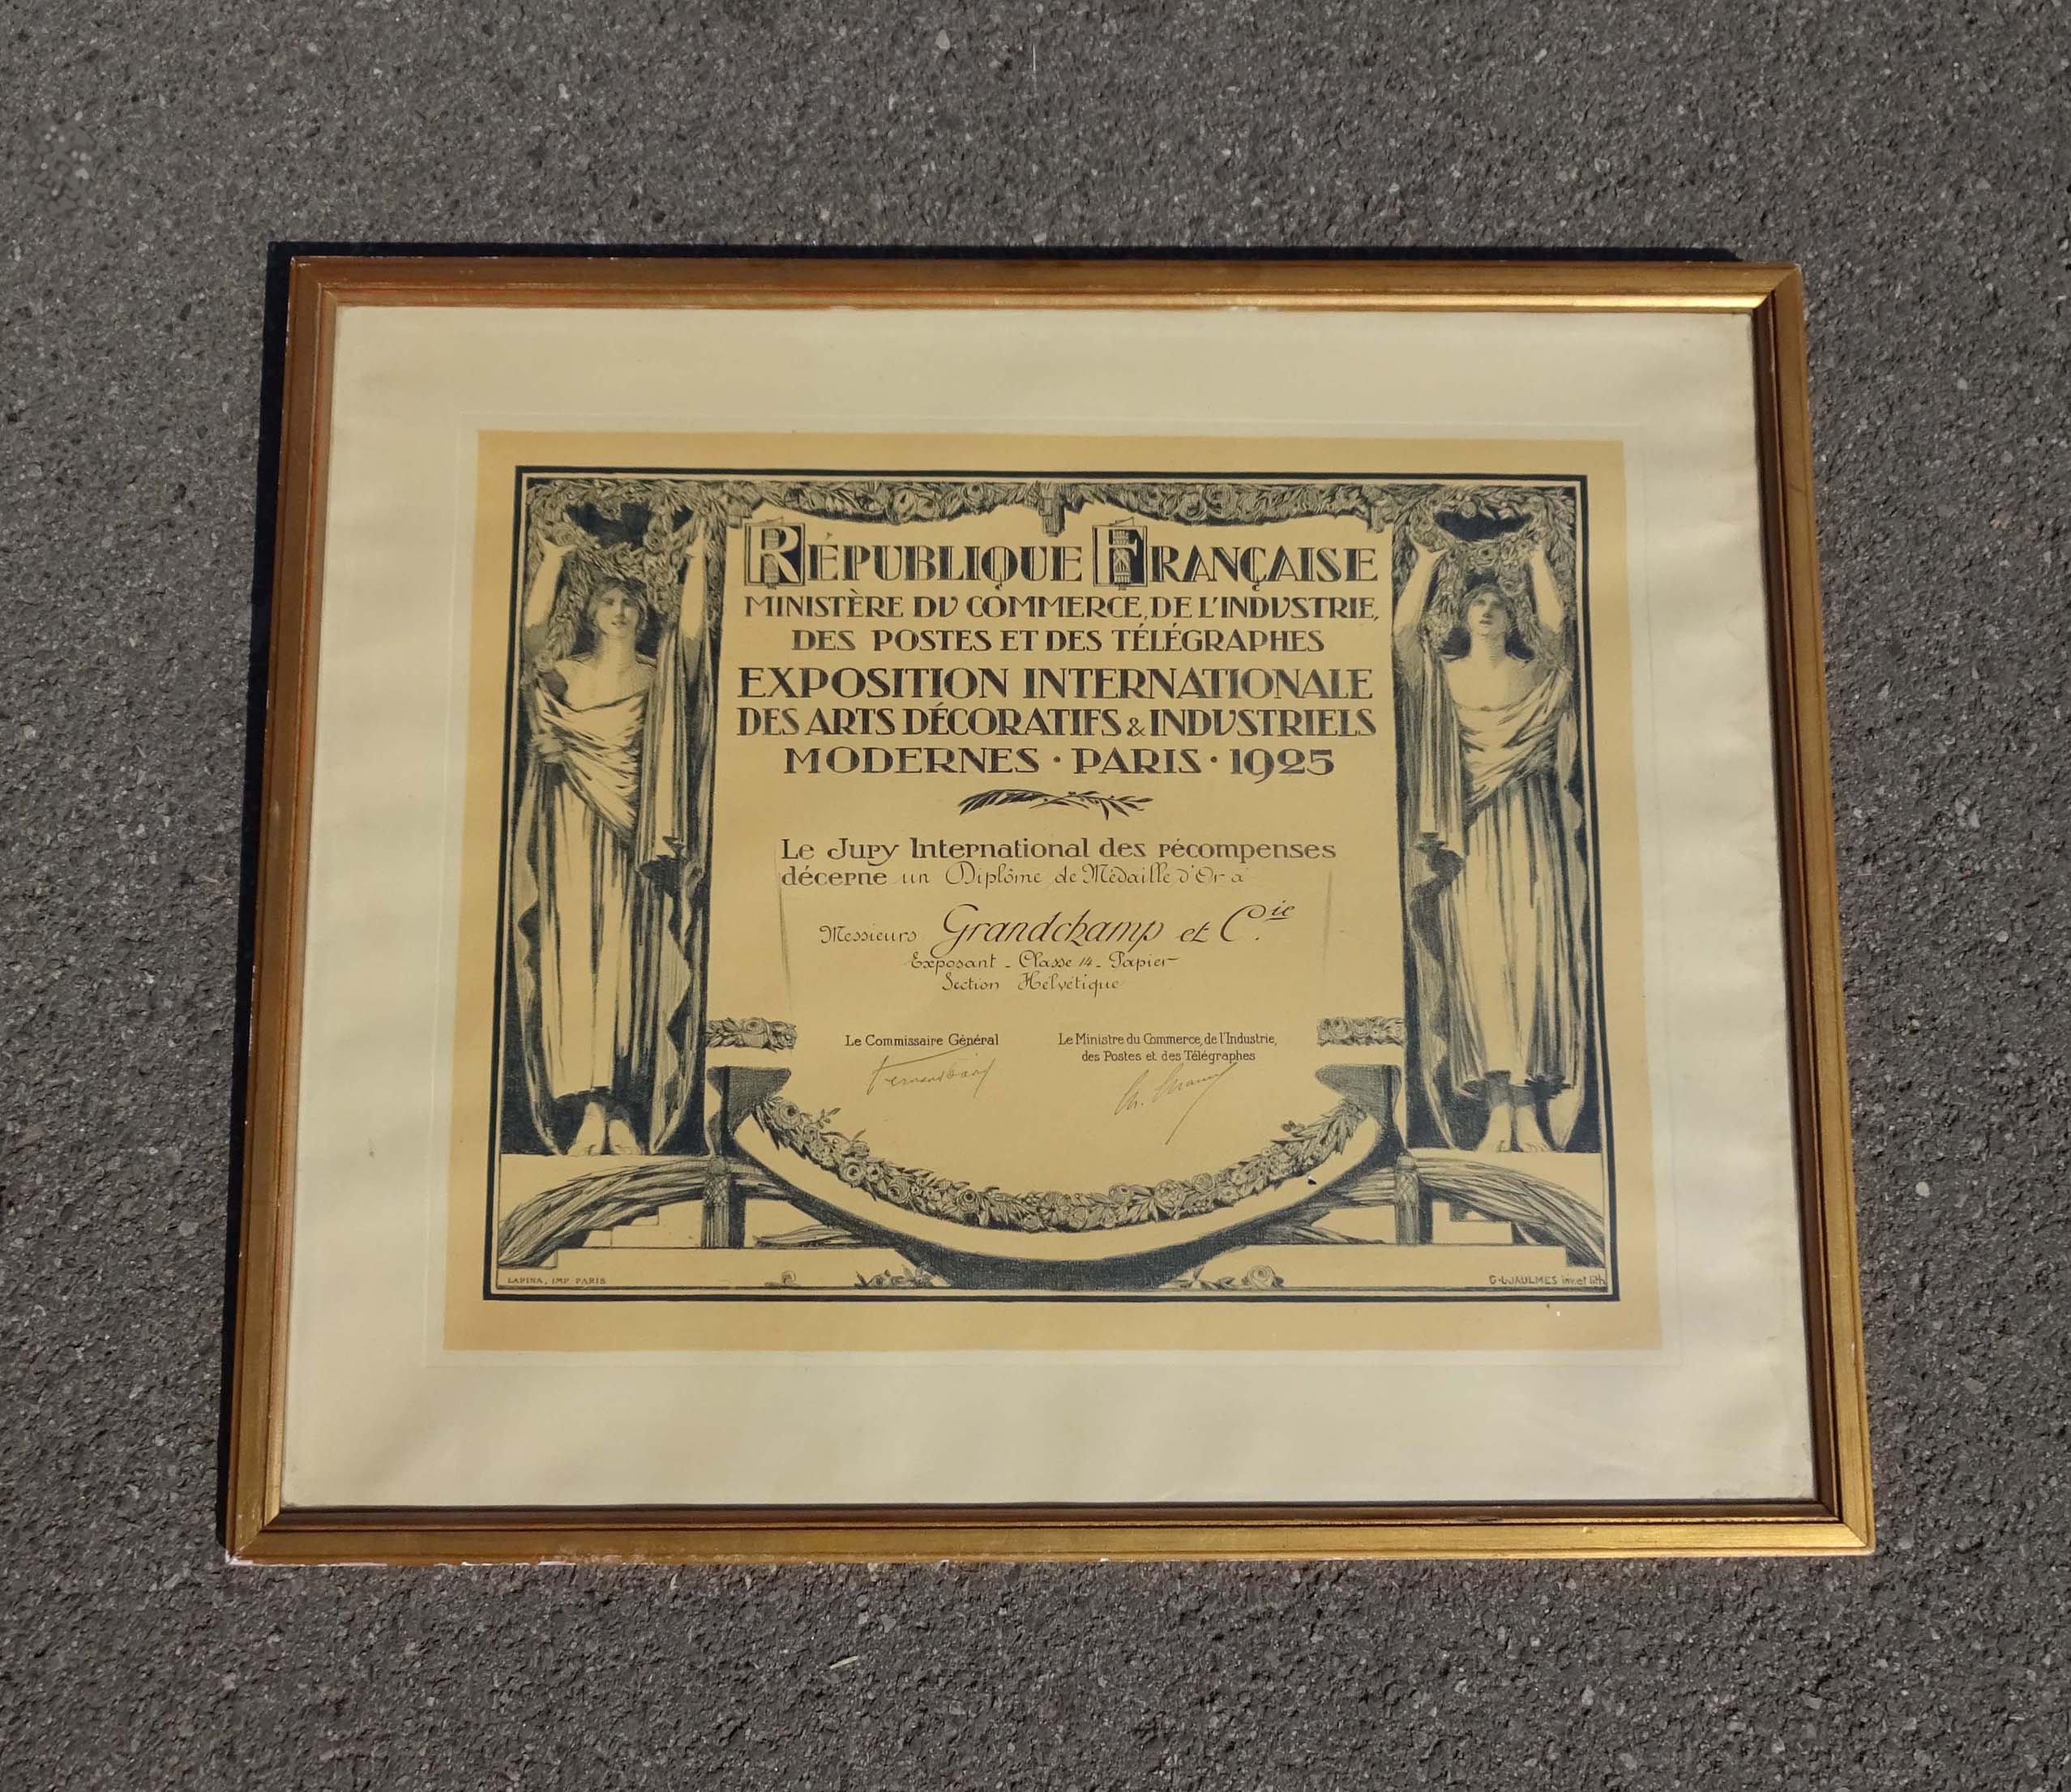 RÉPUBLIQUE FRANÇAISE
MINISTÈRE DV COMMERCE, DE L'INDVSTRIE,
DES POSTES ET DES TÉLÉGRAPHES
EXPOSITION INTERNATIONALE
DES ARTS DÉCORATIFS & INDVSTRIELS
MODERNES · PARIS · 1925
Le Jury International des récompenses
décerne un Diplôme de Médaille d'Or à
Messieurs Grandchamp et Cie.
Exposant - Classe 14 - Papier
Section Helvétique
Le Commissaire Général
Le Ministre du Commerce, de l'Industrie,
des Postes et des Télégraphes
LAPINA, IMP. PARIS
G-L-JAULMES inv. et lith